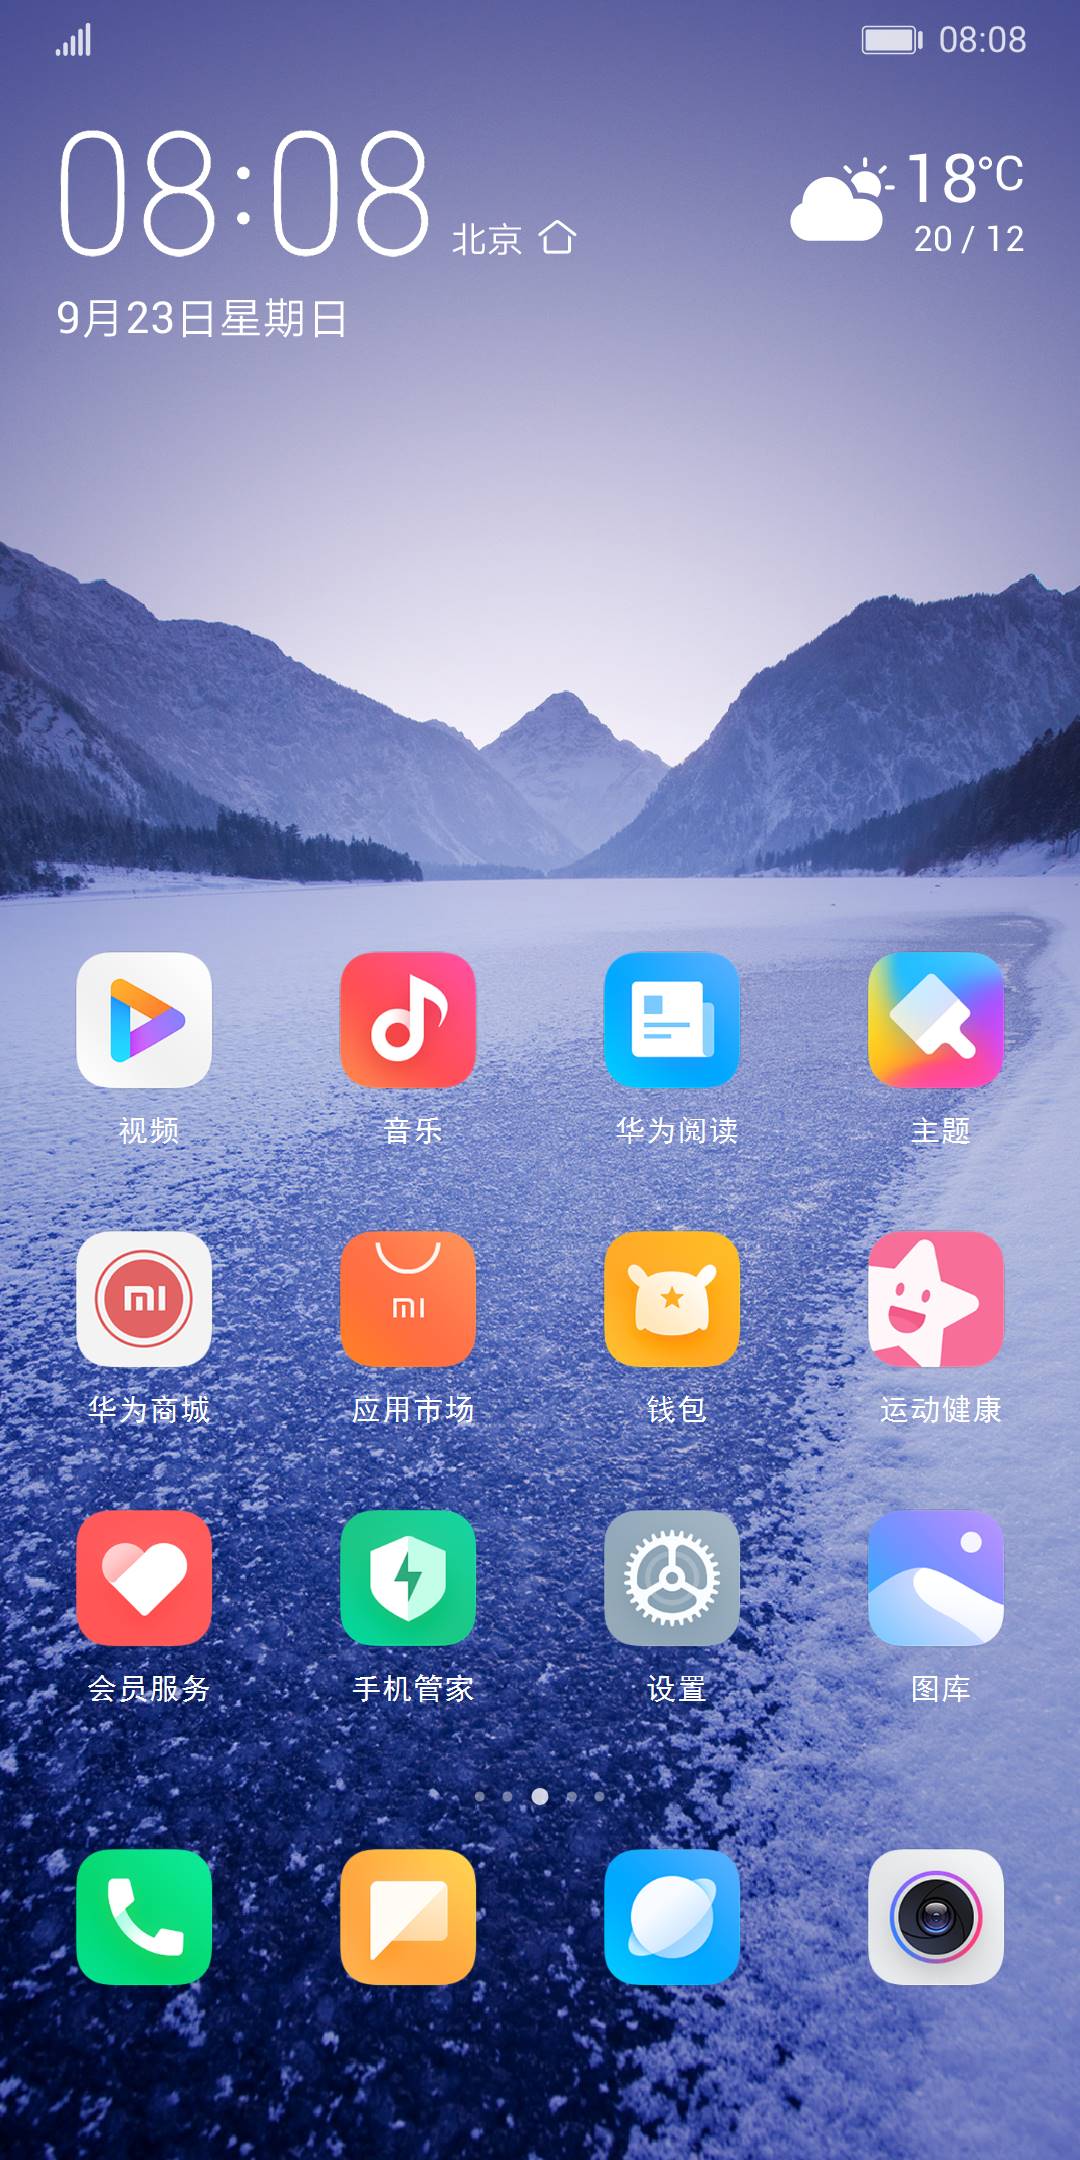 08:08
08:08 北京
18°C
20 / 12
9月23日星期日
视频 音乐 华为阅读 主题
mi mi
华为商城 应用市场 钱包 运动健康
会员服务 手机管家 设置 图库